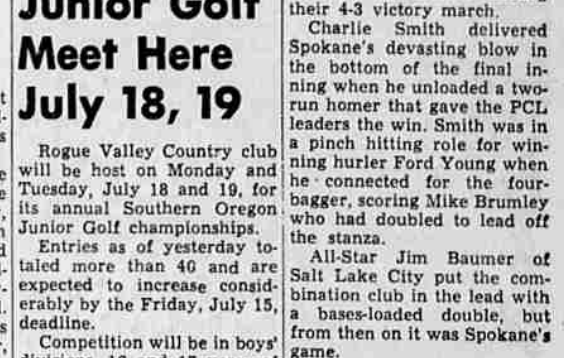 Junior Golf
Meet Here
July 18, 19
Rogue Valley Country club
will be host on Monday and
Tuesday, July 18 and 19, for
its annual Southern Oregon
Junior Golf championships.
Entries as of yesterday to-
taled more than 40 and are
expected to increase consid-
erably by the Friday, July 15,
deadline.
Competition will be in boys'
their 4-3 victory march.
Charlie Smith delivered
Spokane's devasting blow in
the bottom of the final in-
ning when he unloaded a two-
run homer that gave the PCL
leaders the win. Smith was in
a pinch hitting role for win-
ning hurler Ford Young when
he connected for the four-
bagger, scoring Mike Brumley
who had doubled to lead off
the stanza.
All-Star Jim Baumer of
Salt Lake City put the com-
bination club in the lead with
a bases-loaded double, but
from then on it was Spokane's
game.